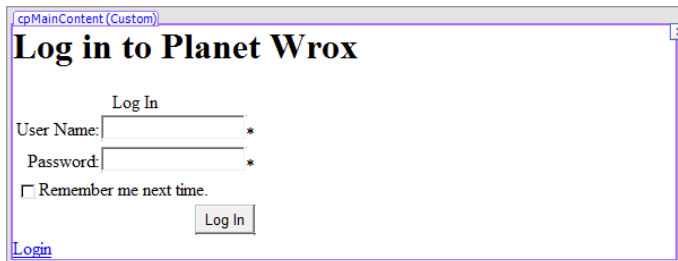 cpMainContent (Custom)
Log in to Planet Wrox
Log In
User Name: *
Password: *
Remember me next time.
Log In
Login